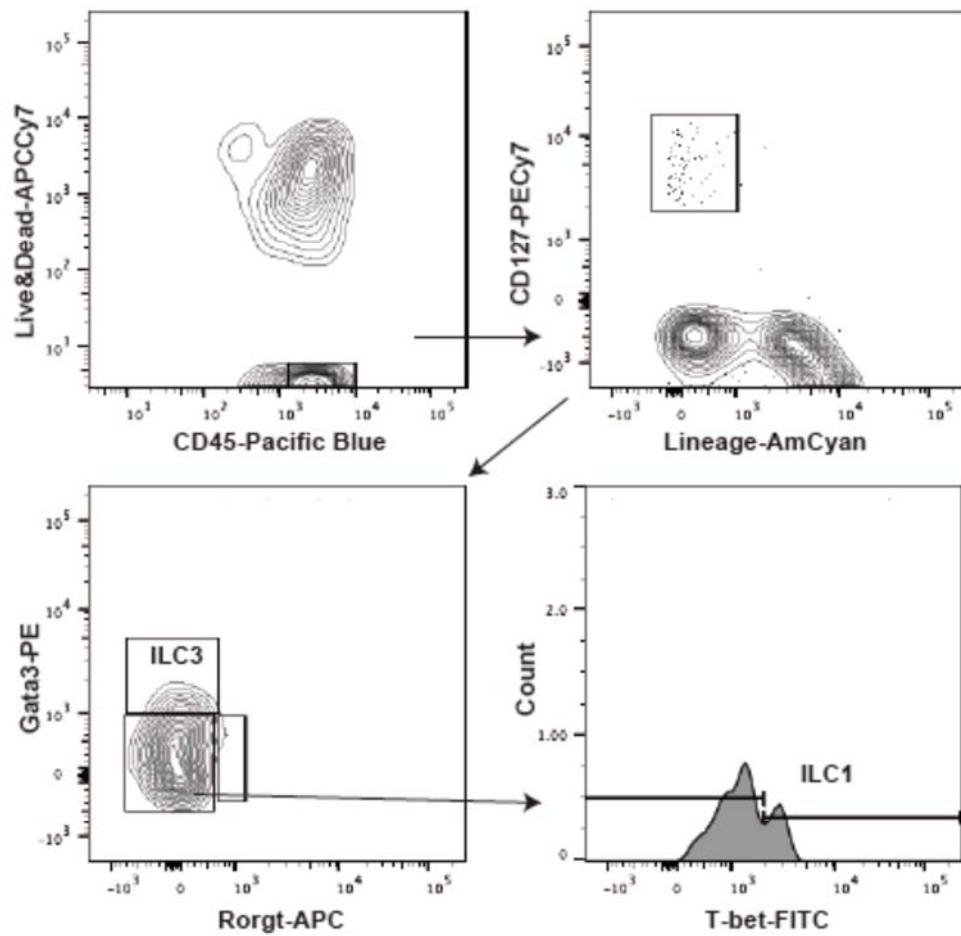 10⁵
10⁴
10³
10²
10¹
Live&Dead-APCCy7
10¹ 10² 10³ 10⁴ 10⁵
CD45-Pacific Blue
10⁵
10⁴
10³
0
-10³
CD127-PECy7
-10³ 0 10³ 10⁴ 10⁵
Lineage-AmCyan
10⁵
10⁴
10³
0
-10³
Gata3-PE
ILC3
-10³ 0 10³ 10⁴ 10⁵
Rorgt-APC
3.0
2.0
1.00
0
Count
ILC1
-10³ 0 10³ 10⁴ 10⁵
T-bet-FITC